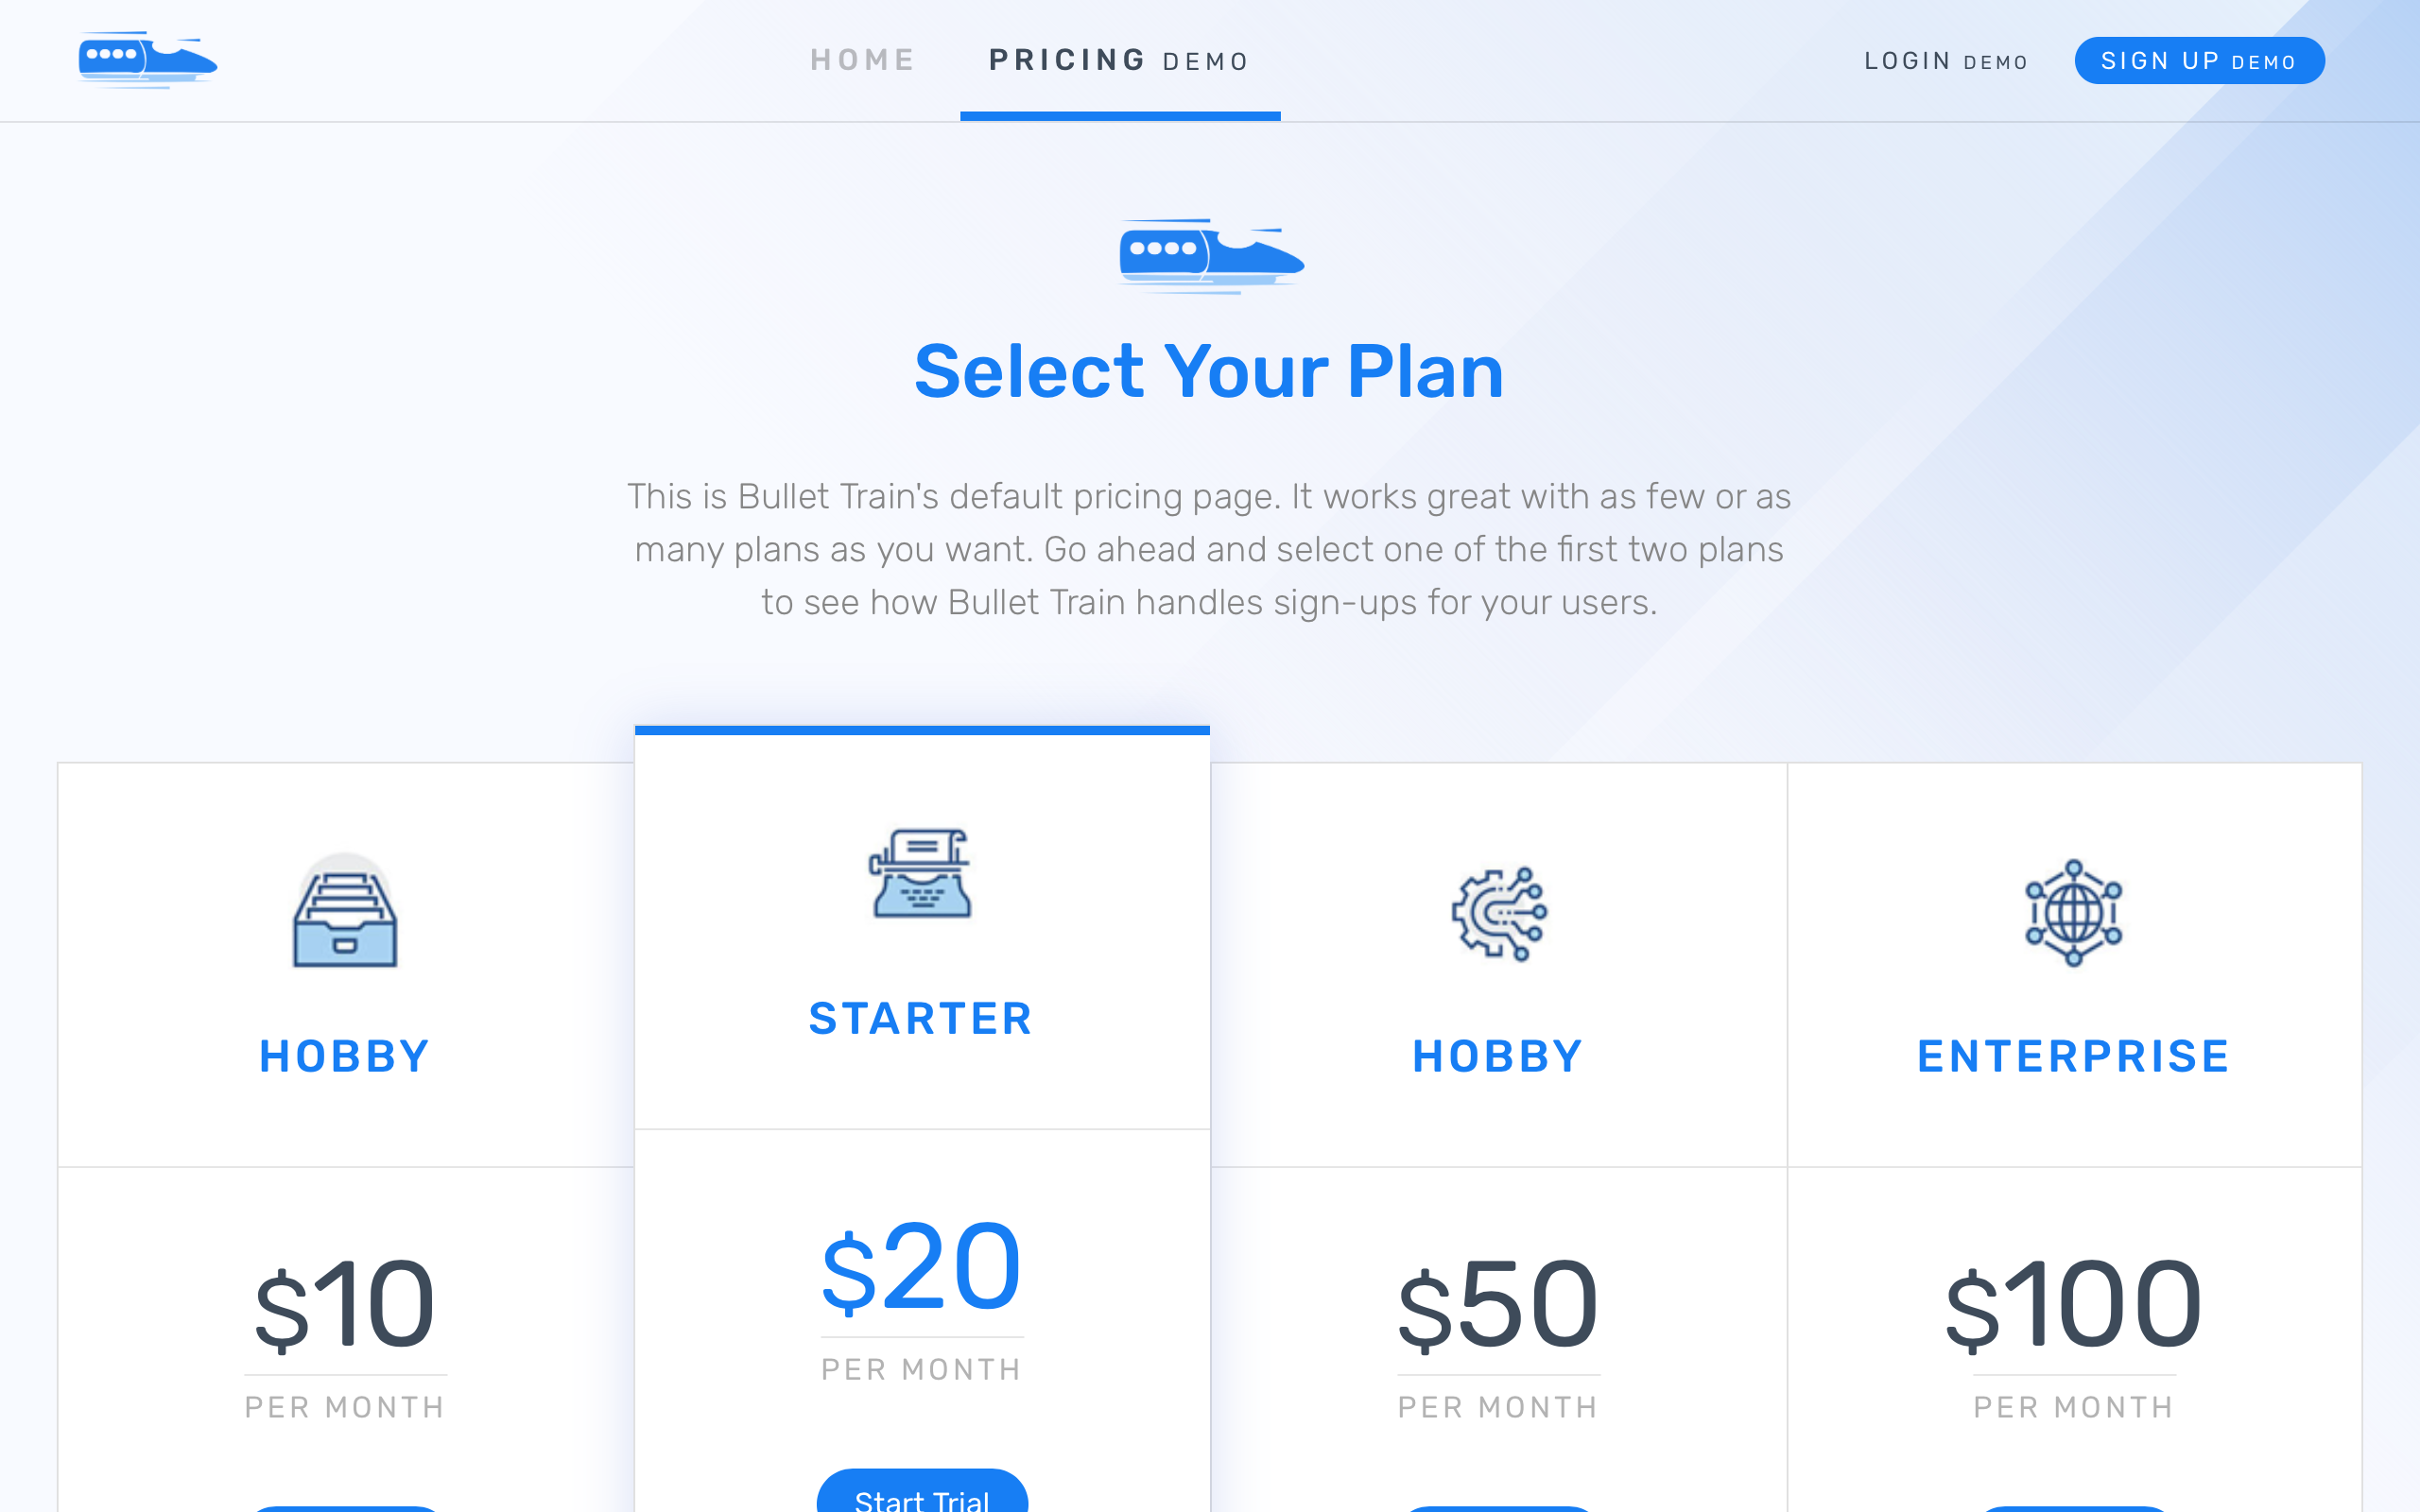 HOME PRICING DEMO LOGIN DEMO SIGN UP DEMO
Select Your Plan
This is Bullet Train's default pricing page. It works great with as few or as
many plans as you want. Go ahead and select one of the first two plans
to see how Bullet Train handles sign-ups for your users.
HOBBY
$10
PER MONTH
STARTER
$20
PER MONTH
Start Trial
HOBBY
$50
PER MONTH
ENTERPRISE
$100
PER MONTH